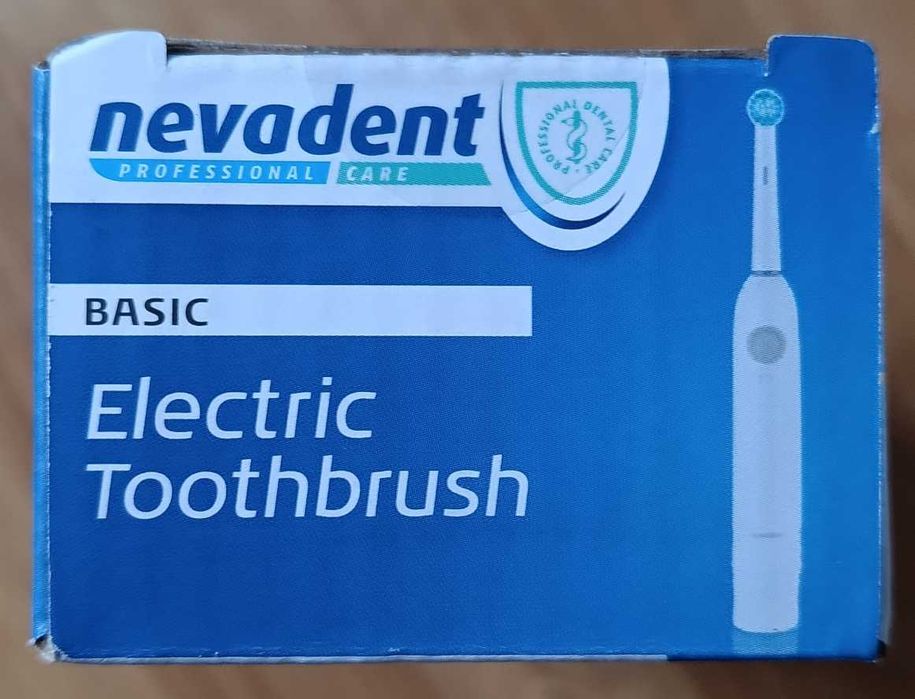 nevadent
PROFESSIONAL CARE
PROFESSIONAL DENTAL CARE •
BASIC
Electric
Toothbrush